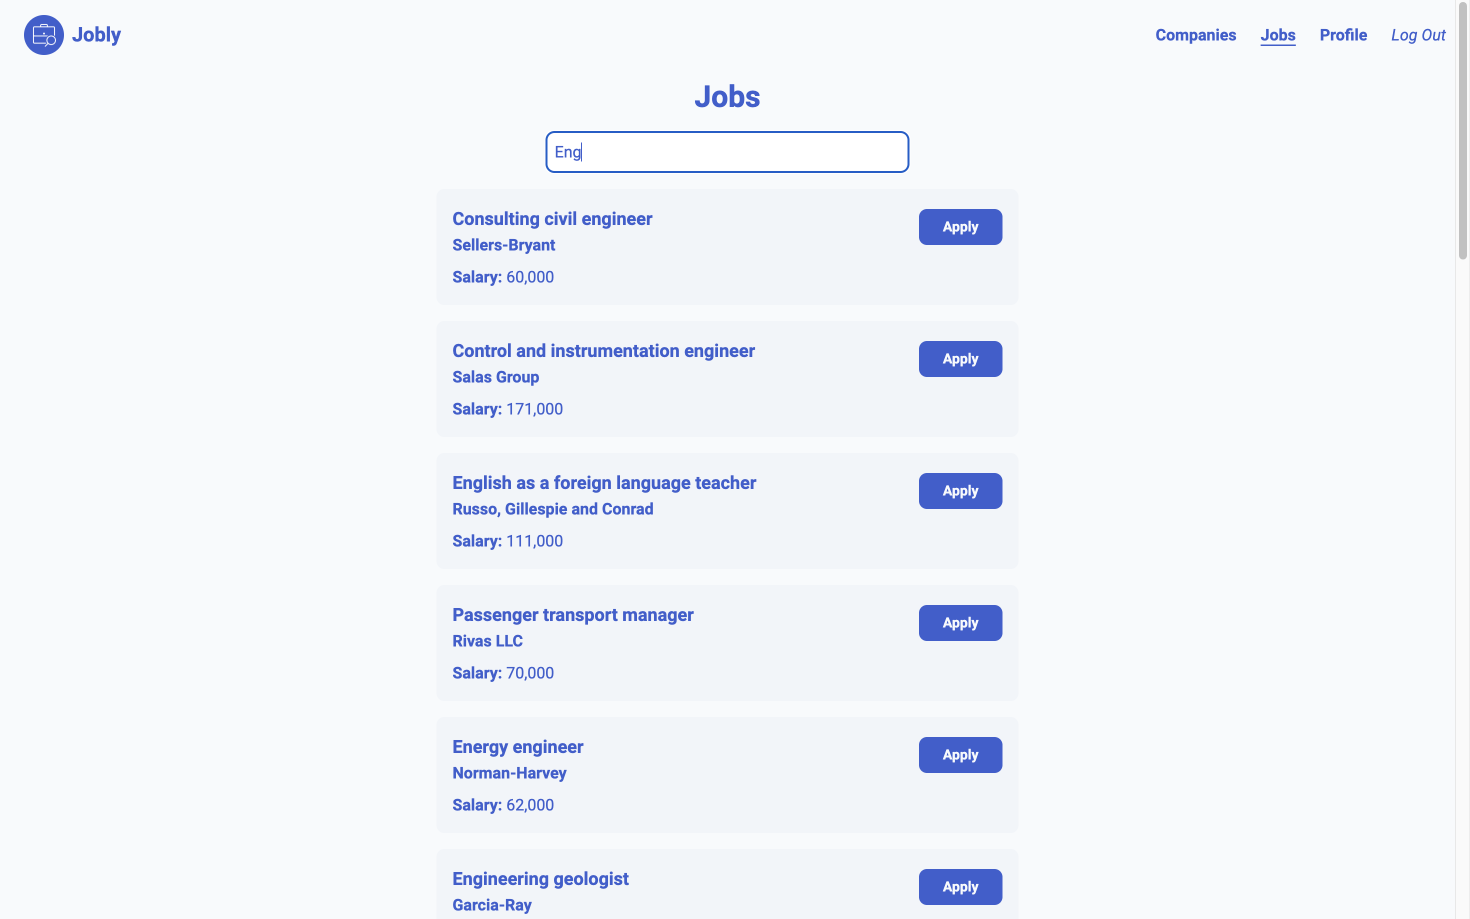 Jobly
Companies Jobs Profile Log Out
Jobs
Eng
Consulting civil engineer
Apply
Sellers-Bryant
Salary: 60,000
Control and instrumentation engineer
Apply
Salas Group
Salary: 171,000
English as a foreign language teacher
Apply
Russo, Gillespie and Conrad
Salary: 111,000
Passenger transport manager
Apply
Rivas LLC
Salary: 70,000
Energy engineer
Apply
Norman-Harvey
Salary: 62,000
Engineering geologist
Apply
Garcia-Ray